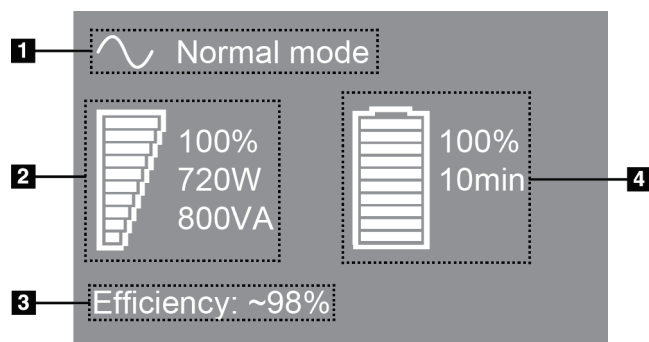 1
Normal mode
2
100%
720W
800VA
100%
10min
4
3
Efficiency: ~98%